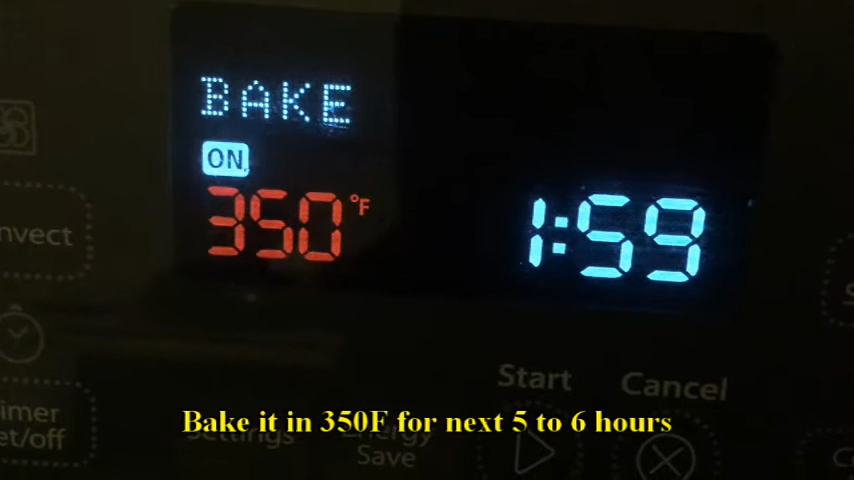 BAKE
ON
350°F
1:59
nvect
Start
Cancel
imer
et/off
Settings
Energy
Save
Bake it in 350F for next 5 to 6 hours